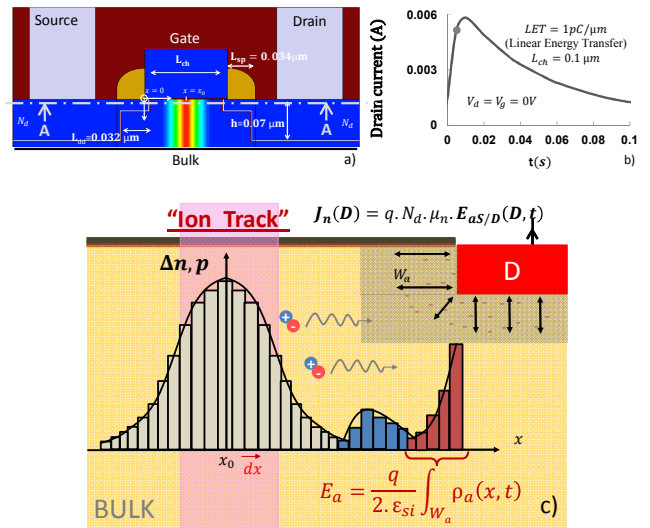 Source
Drain
Gate
L_ch
L_sp=0.034μm
x = 0
x = x_0
N_d
A
L_dd=0.032 μm
h=0.07 μm
A
N_d
Bulk
a)
Drain current (A)
0.006
0.003
0
LET = 1pC/μm
(Linear Energy Transfer)
L_ch = 0.1 μm
V_d = V_g = 0V
0 0.02 0.04 0.06 0.08 0.1
t(s)
b)
"Ion Track"
J_n(D) = q. N_d. μ_n. E_aS/D(D, t)
Δn, p
W_a
D
x_0
dx
x
E_a = q / 2. ε_si ∫_W_a ρ_a(x, t)
BULK
c)